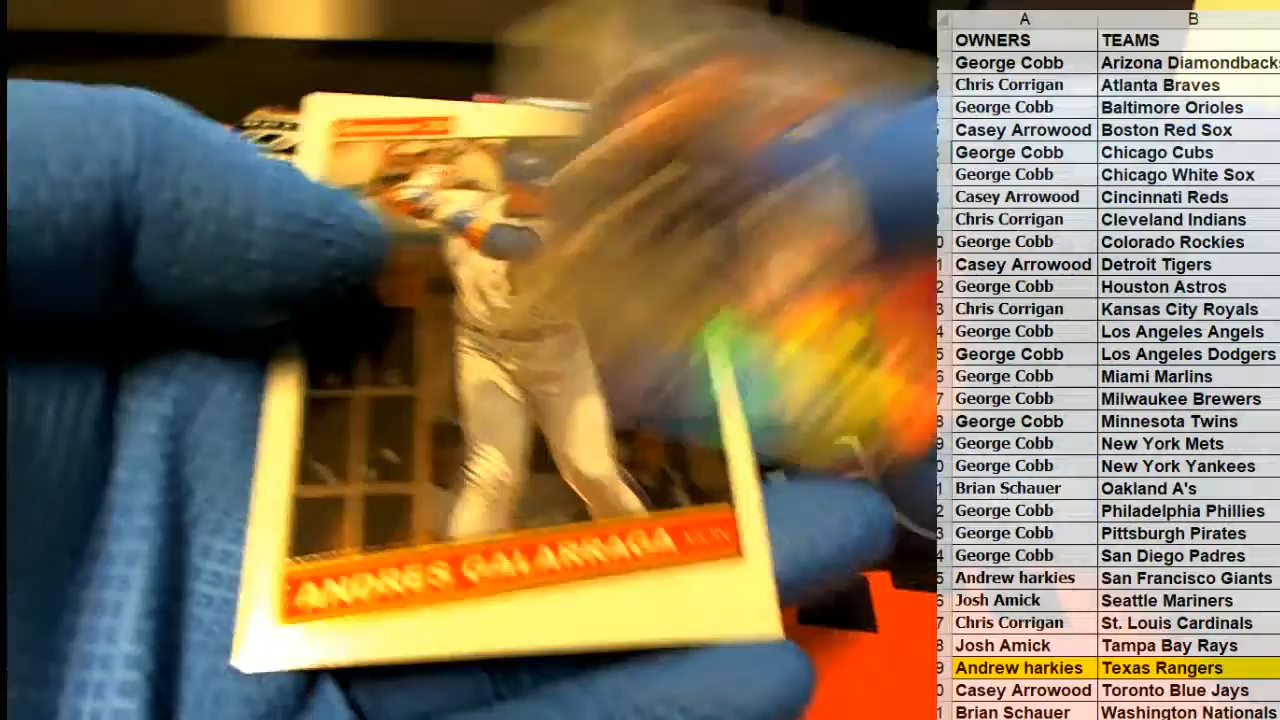 A B
OWNERS TEAMS
George Cobb Arizona Diamondbacks
Chris Corrigan Atlanta Braves
George Cobb Baltimore Orioles
Casey Arrowood Boston Red Sox
George Cobb Chicago Cubs
George Cobb Chicago White Sox
Casey Arrowood Cincinnati Reds
Chris Corrigan Cleveland Indians
George Cobb Colorado Rockies
Casey Arrowood Detroit Tigers
George Cobb Houston Astros
Chris Corrigan Kansas City Royals
George Cobb Los Angeles Angels
George Cobb Los Angeles Dodgers
George Cobb Miami Marlins
George Cobb Milwaukee Brewers
George Cobb Minnesota Twins
George Cobb New York Mets
George Cobb New York Yankees
Brian Schauer Oakland A's
George Cobb Philadelphia Phillies
George Cobb Pittsburgh Pirates
George Cobb San Diego Padres
Andrew harkies San Francisco Giants
Josh Amick Seattle Mariners
Chris Corrigan St. Louis Cardinals
Josh Amick Tampa Bay Rays
Andrew harkies Texas Rangers
Casey Arrowood Toronto Blue Jays
Brian Schauer Washington Nationals
ANDRES GALARRAGA